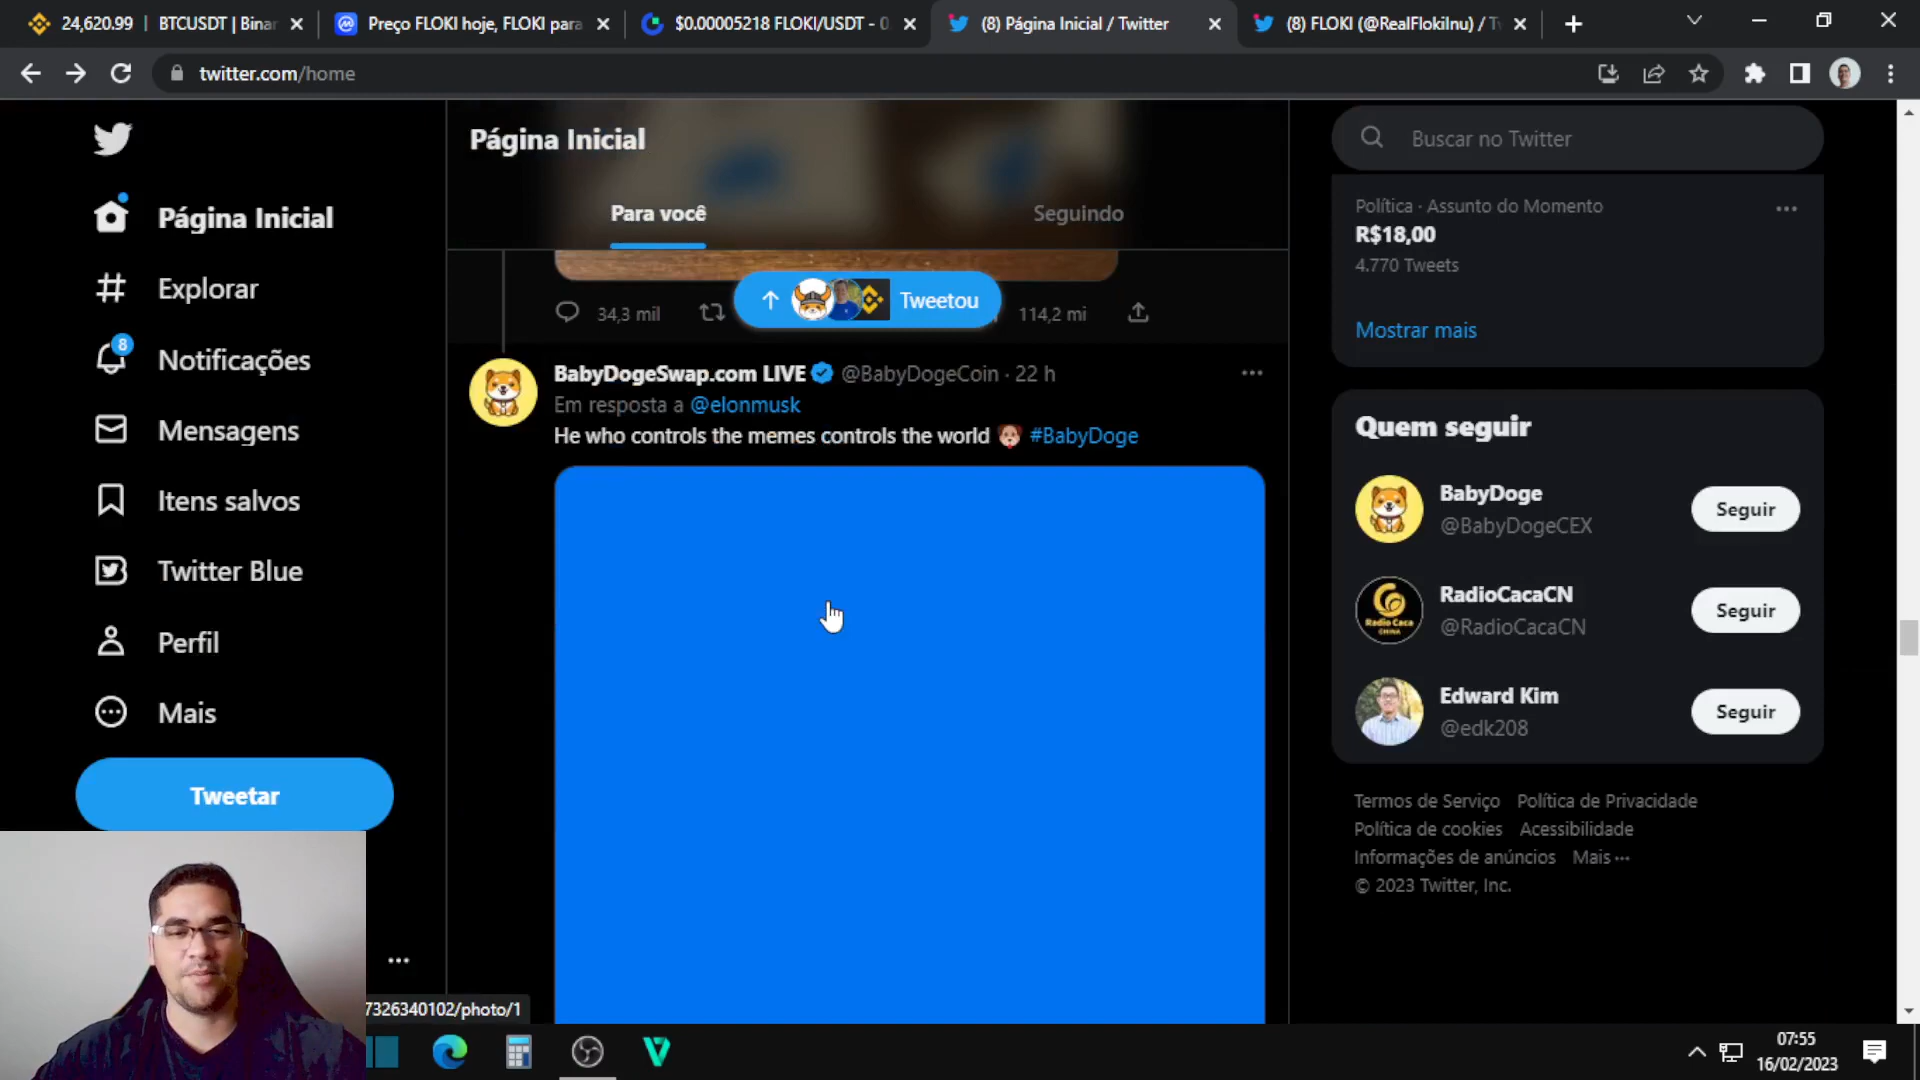 24,620.99 | BTCUSDT | Binan
Preço FLOKI hoje, FLOKI para
$0.00005218 FLOKI/USDT - 0.
(8) Página Inicial / Twitter
(8) FLOKI (@RealFlokiInu) / Tw
twitter.com/home
Página Inicial
Para você
Seguindo
Página Inicial
Explorar
8
Notificações
Mensagens
Itens salvos
Twitter Blue
Perfil
Mais
Tweetar
34,3 mil
Tweetou
114,2 mi
BabyDogeSwap.com LIVE @BabyDogeCoin · 22 h
Em resposta a @elonmusk
He who controls the memes controls the world #BabyDoge
Buscar no Twitter
Política · Assunto do Momento
R$18,00
4.770 Tweets
Mostrar mais
Quem seguir
BabyDoge
@BabyDogeCEX
Seguir
Radio Caca
CHINA
RadioCacaCN
@RadioCacaCN
Seguir
Edward Kim
@edk208
Seguir
Termos de Serviço Política de Privacidade
Política de cookies Acessibilidade
Informações de anúncios Mais ···
© 2023 Twitter, Inc.
7326340102/photo/1
07:55
16/02/2023